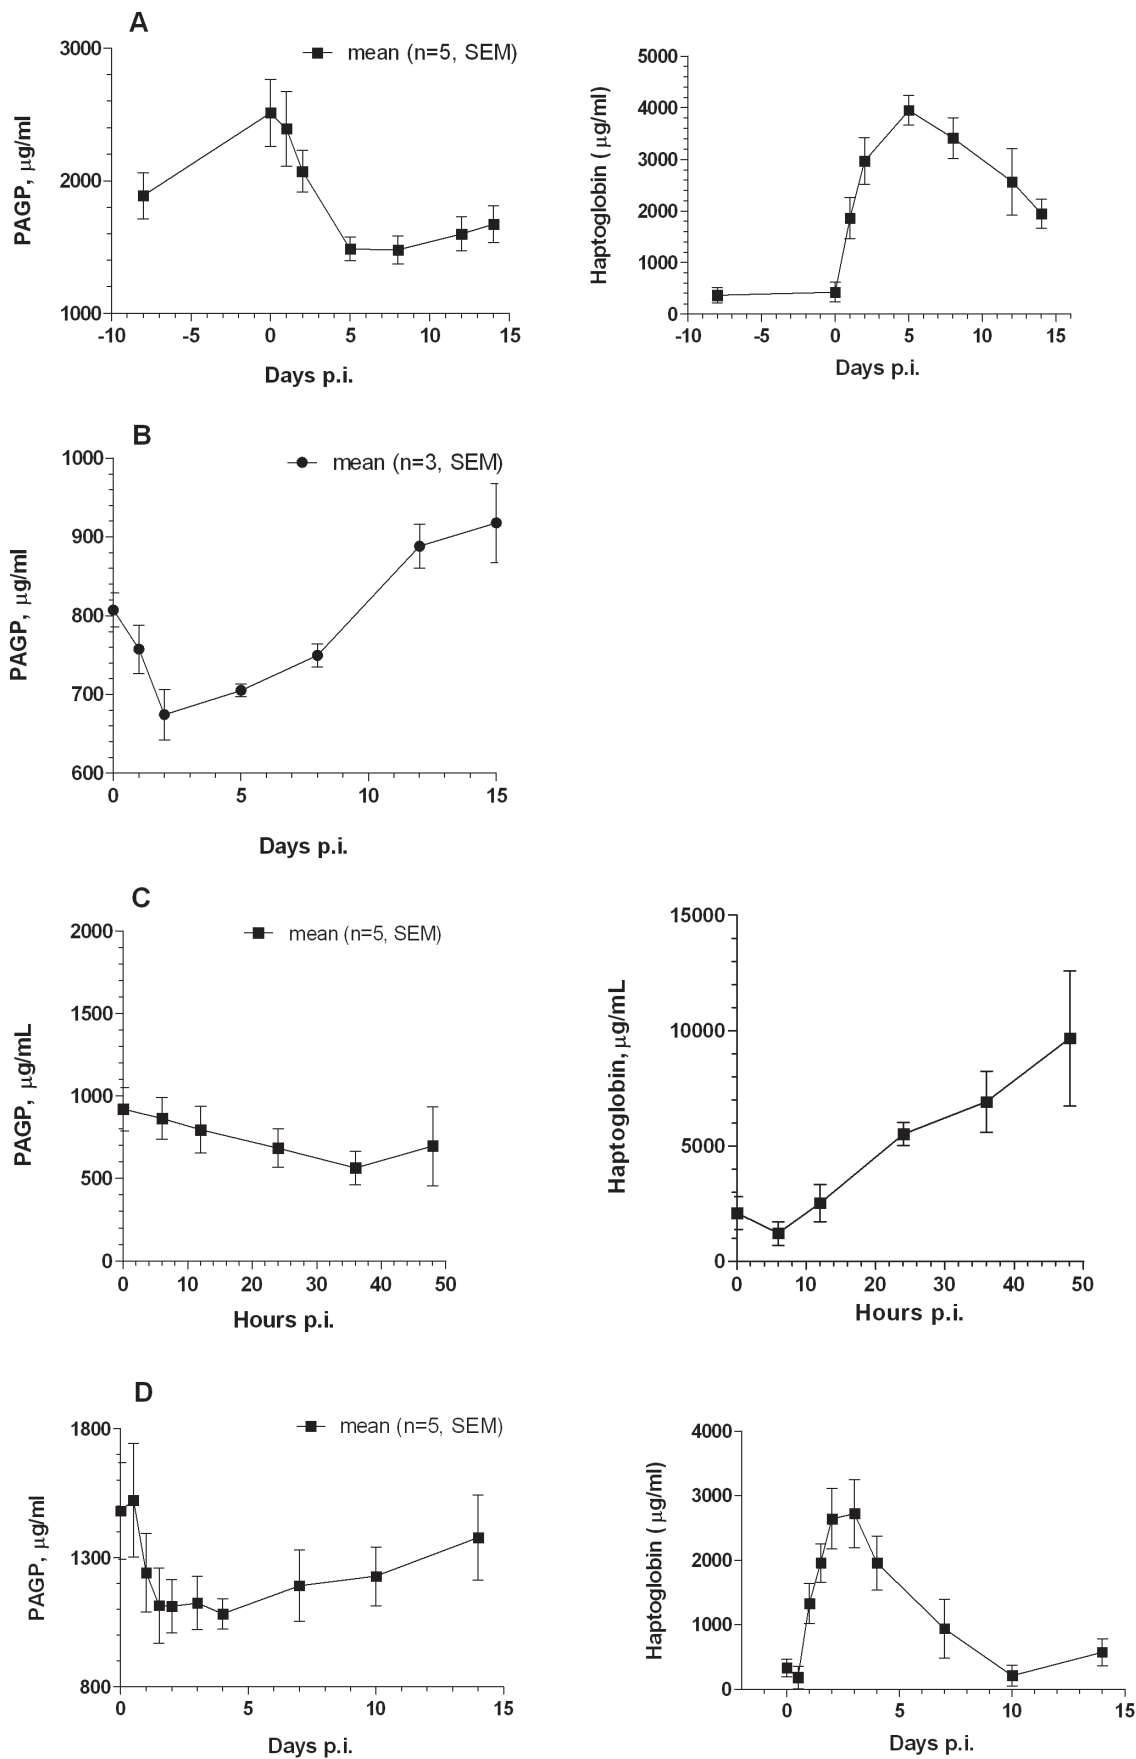 A
mean (n=5, SEM)
PAGP, μg/ml
3000
2000
1000
-10 -5 0 5 10 15
Days p.i.
Haptoglobin ( μg/ml)
5000
4000
3000
2000
1000
0
-10 -5 0 5 10 15
Days p.i.
B
mean (n=3, SEM)
PAGP, μg/ml
1000
900
800
700
600
0 5 10 15
Days p.i.
C
mean (n=5, SEM)
PAGP, μg/mL
2000
1500
1000
500
0
0 10 20 30 40 50
Hours p.i.
Haptoglobin, μg/mL
15000
10000
5000
0
0 10 20 30 40 50
Hours p.i.
D
mean (n=5, SEM)
PAGP, μg/ml
1800
1300
800
0 5 10 15
Days p.i.
Haptoglobin ( μg/ml)
4000
3000
2000
1000
0
0 5 10 15
Days p.i.